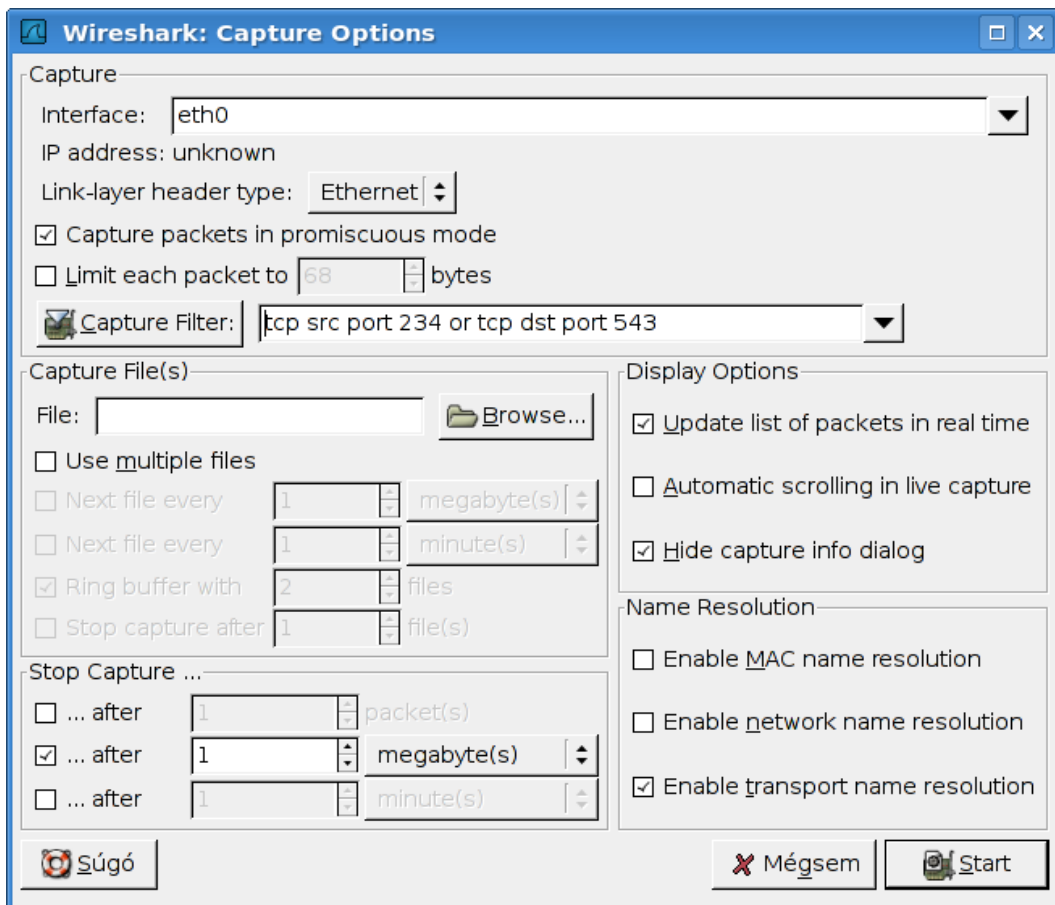 Wireshark: Capture Options
Capture
Interface: eth0
IP address: unknown
Link-layer header type: Ethernet
Capture packets in promiscuous mode
Limit each packet to 68 bytes
Capture Filter: tcp src port 234 or tcp dst port 543
Capture File(s)
File: Browse...
Use multiple files
Next file every 1 megabyte(s)
Next file every 1 minute(s)
Ring buffer with 2 files
Stop capture after 1 file(s)
Stop Capture ...
... after 1 packet(s)
... after 1 megabyte(s)
... after 1 minute(s)
Display Options
Update list of packets in real time
Automatic scrolling in live capture
Hide capture info dialog
Name Resolution
Enable MAC name resolution
Enable network name resolution
Enable transport name resolution
Súgó
Mégsem
Start